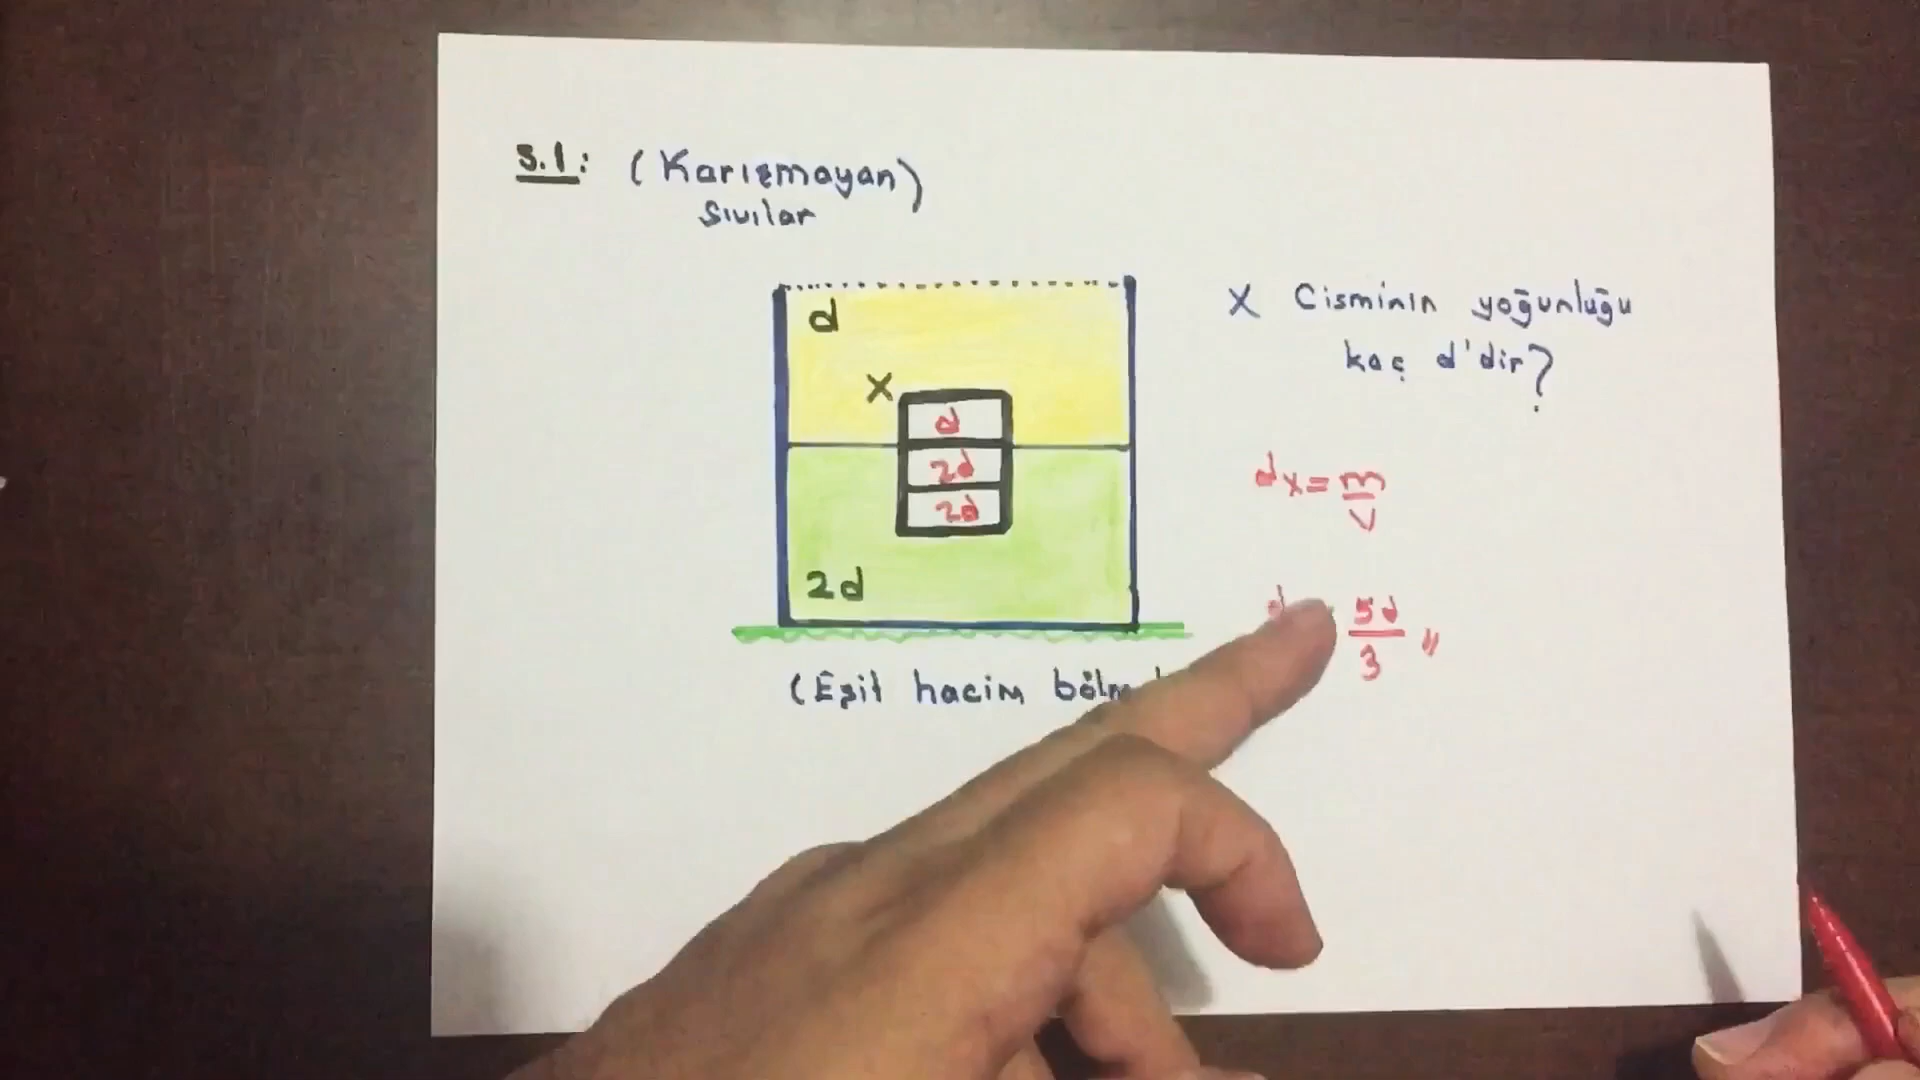 S.1: (Karışmayan)
Sıvılar
d
X
d
2d
2d
2d
X Cisminin yoğunluğu
kaç d'dir?
dx = m
V
5d
3 //
(Eşit hacim